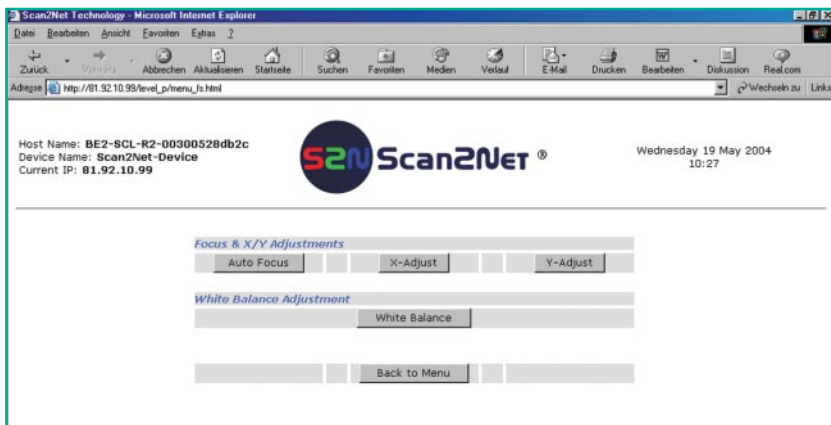 Scan2Net Technology - Microsoft Internet Explorer
Datei Bearbeiten Ansicht Favoriten Extras ?
Zurück Vorwärts Abbrechen Aktualisieren Startseite Suchen Favoriten Medien Verlauf E-Mail Drucken Bearbeiten Diskussion Real.com
Adresse http://81.92.10.99/level_p/menu_fs.html Wechseln zu Links
Host Name: BE2-SCL-R2-00300528db2c
Device Name: Scan2Net-Device
Current IP: 81.92.10.99
S2N Scan2Net ®
Wednesday 19 May 2004
10:27
Focus & X/Y Adjustments
Auto Focus X-Adjust Y-Adjust
White Balance Adjustment
White Balance
Back to Menu